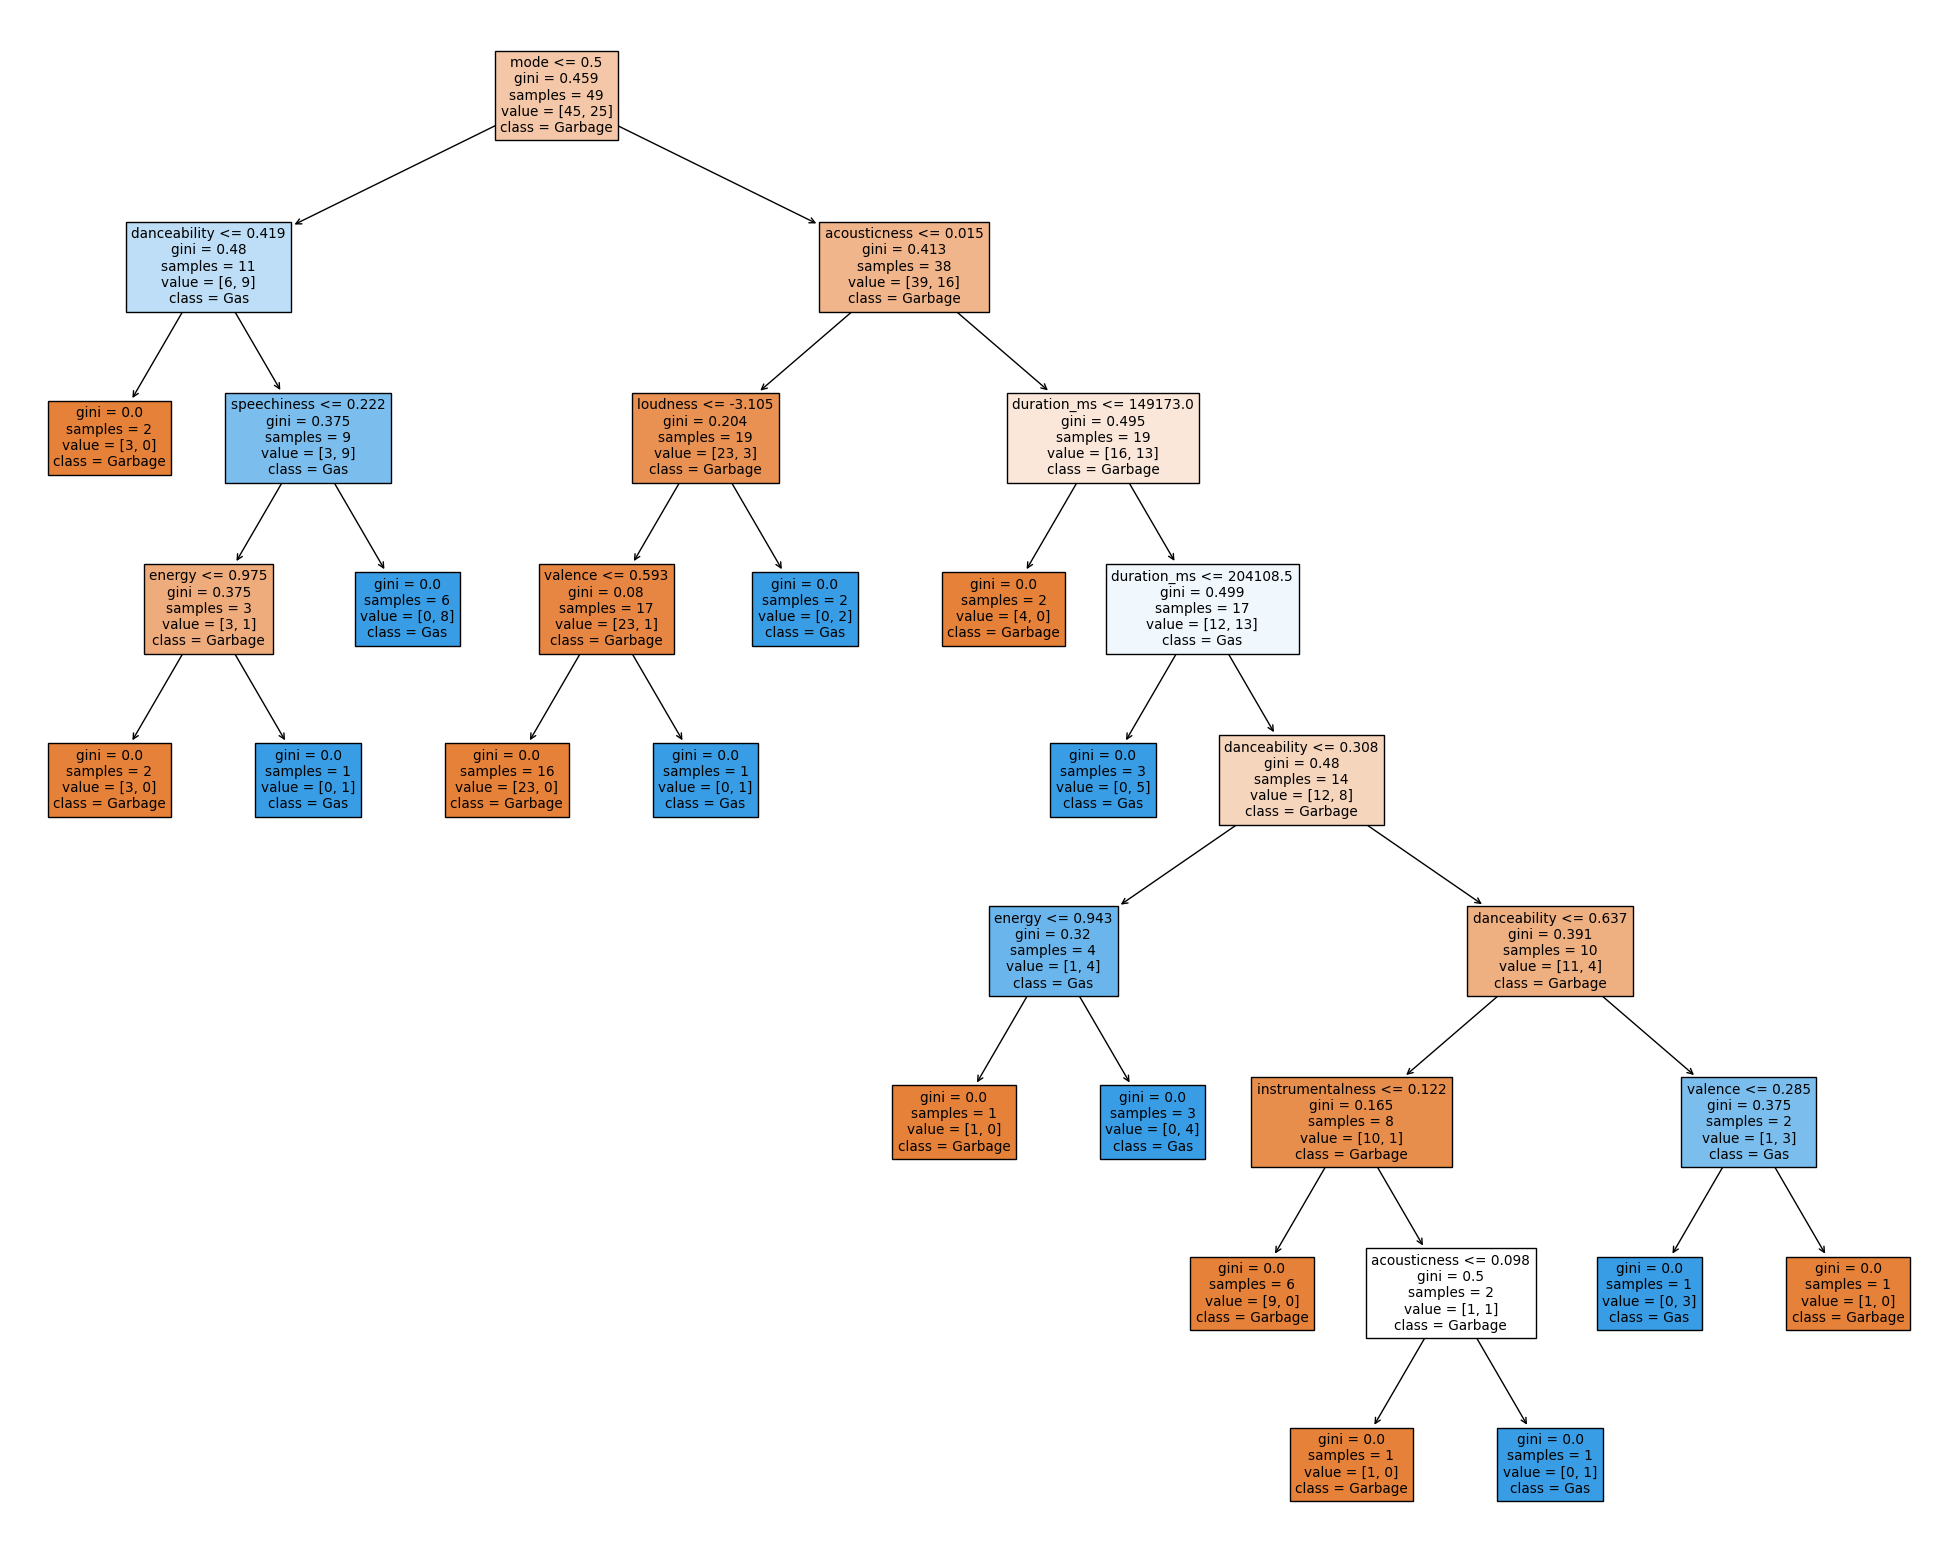 mode <= 0.5
gini = 0.459
samples = 49
value = [45, 25]
class = Garbage
danceability <= 0.419
gini = 0.48
samples = 11
value = [6, 9]
class = Gas
acousticness <= 0.015
gini = 0.413
samples = 38
value = [39, 16]
class = Garbage
gini = 0.0
samples = 2
value = [3, 0]
class = Garbage
speechiness <= 0.222
gini = 0.375
samples = 9
value = [3, 9]
class = Gas
loudness <= -3.105
gini = 0.204
samples = 19
value = [23, 3]
class = Garbage
duration_ms <= 149173.0
gini = 0.495
samples = 19
value = [16, 13]
class = Garbage
energy <= 0.975
gini = 0.375
samples = 3
value = [3, 1]
class = Garbage
gini = 0.0
samples = 6
value = [0, 8]
class = Gas
valence <= 0.593
gini = 0.08
samples = 17
value = [23, 1]
class = Garbage
gini = 0.0
samples = 2
value = [0, 2]
class = Gas
gini = 0.0
samples = 2
value = [4, 0]
class = Garbage
duration_ms <= 204108.5
gini = 0.499
samples = 17
value = [12, 13]
class = Gas
gini = 0.0
samples = 2
value = [3, 0]
class = Garbage
gini = 0.0
samples = 1
value = [0, 1]
class = Gas
gini = 0.0
samples = 16
value = [23, 0]
class = Garbage
gini = 0.0
samples = 1
value = [0, 1]
class = Gas
gini = 0.0
samples = 3
value = [0, 5]
class = Gas
danceability <= 0.308
gini = 0.48
samples = 14
value = [12, 8]
class = Garbage
energy <= 0.943
gini = 0.32
samples = 4
value = [1, 4]
class = Gas
danceability <= 0.637
gini = 0.391
samples = 10
value = [11, 4]
class = Garbage
gini = 0.0
samples = 1
value = [1, 0]
class = Garbage
gini = 0.0
samples = 3
value = [0, 4]
class = Gas
instrumentalness <= 0.122
gini = 0.165
samples = 8
value = [10, 1]
class = Garbage
valence <= 0.285
gini = 0.375
samples = 2
value = [1, 3]
class = Gas
gini = 0.0
samples = 6
value = [9, 0]
class = Garbage
acousticness <= 0.098
gini = 0.5
samples = 2
value = [1, 1]
class = Garbage
gini = 0.0
samples = 1
value = [0, 3]
class = Gas
gini = 0.0
samples = 1
value = [1, 0]
class = Garbage
gini = 0.0
samples = 1
value = [1, 0]
class = Garbage
gini = 0.0
samples = 1
value = [0, 1]
class = Gas